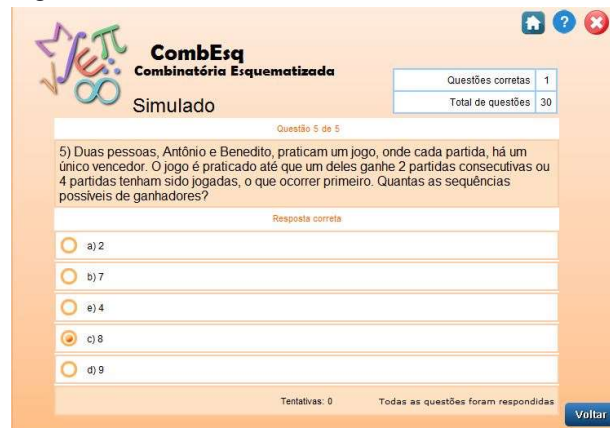 CombEsq
Combinatória Esquematizada
Simulado
Questões corretas 1
Total de questões 30
Questão 5 de 5
5) Duas pessoas, Antônio e Benedito, praticam um jogo, onde cada partida, há um
único vencedor. O jogo é praticado até que um deles ganhe 2 partidas consecutivas ou
4 partidas tenham sido jogadas, o que ocorrer primeiro. Quantas as sequências
possíveis de ganhadores?
Resposta correta
a) 2
b) 7
e) 4
c) 8
d) 9
Tentativas: 0 Todas as questões foram respondidas
Voltar